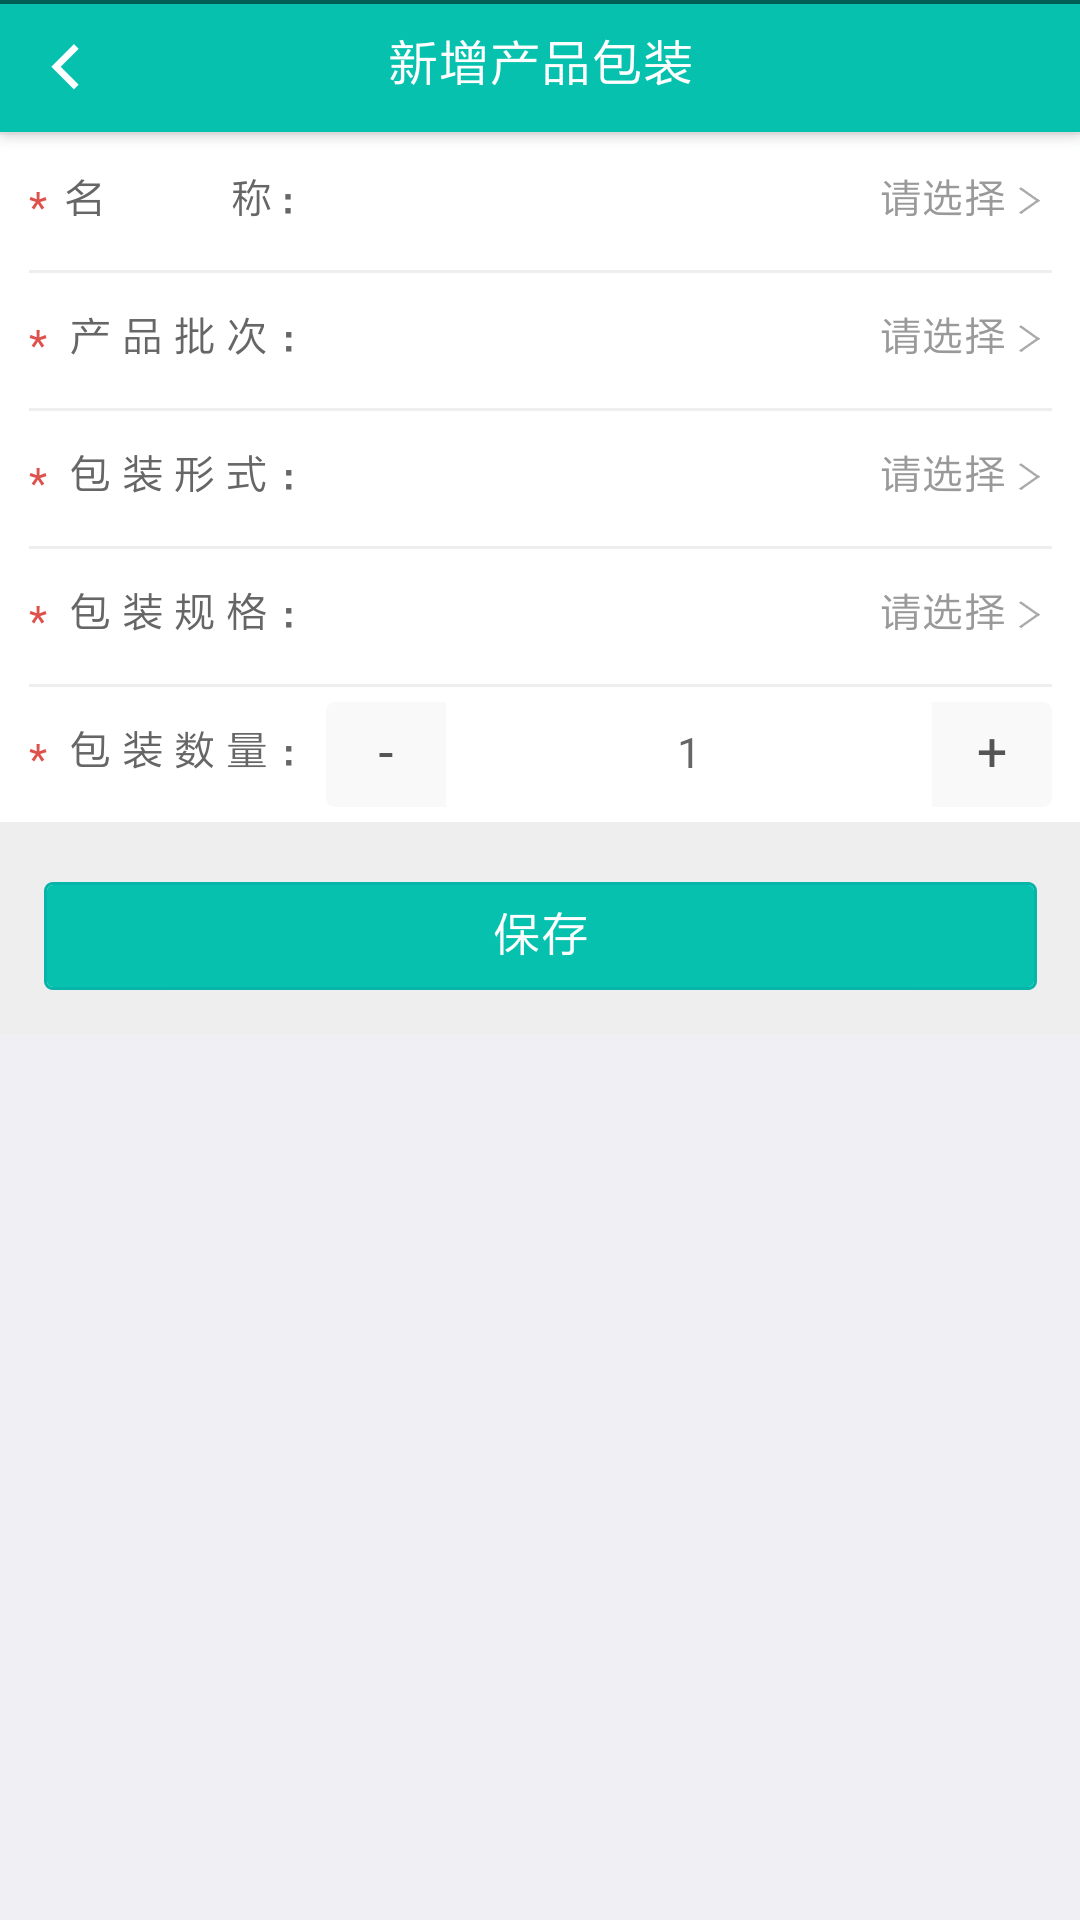 新增产品包装
* 名 称: 请选择
* 产品批次: 请选择
* 包装形式: 请选择
* 包装规格: 请选择
* 包装数量: - 1 +
保存